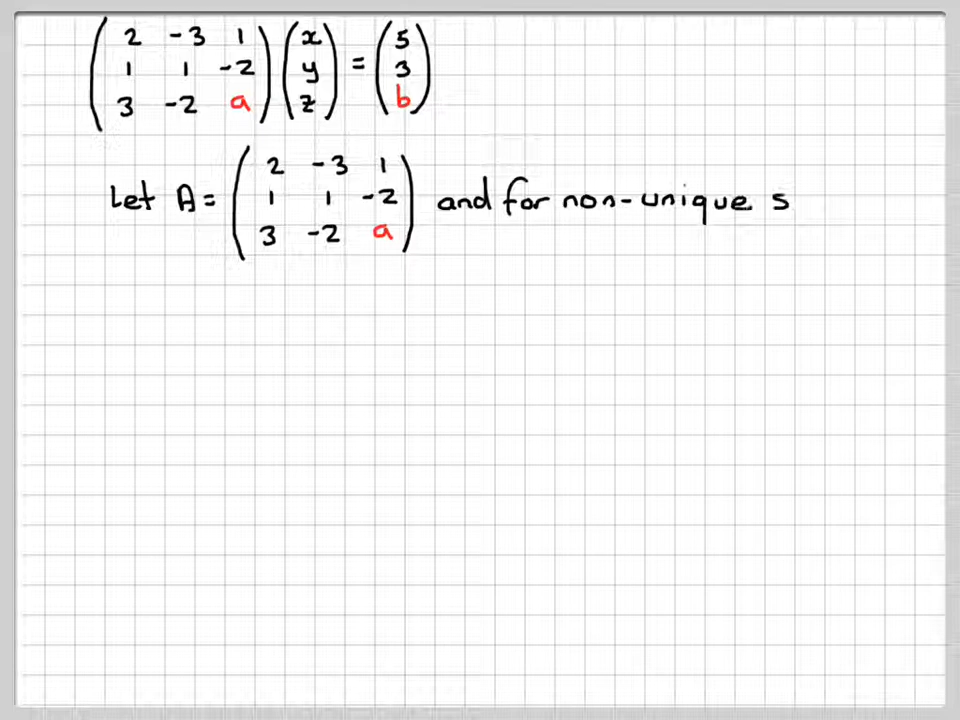 2 -3 1 x 5
1 1 -2 y = 3
3 -2 a z b
2 -3 1
Let A = 1 1 -2 and for non-unique s
3 -2 a